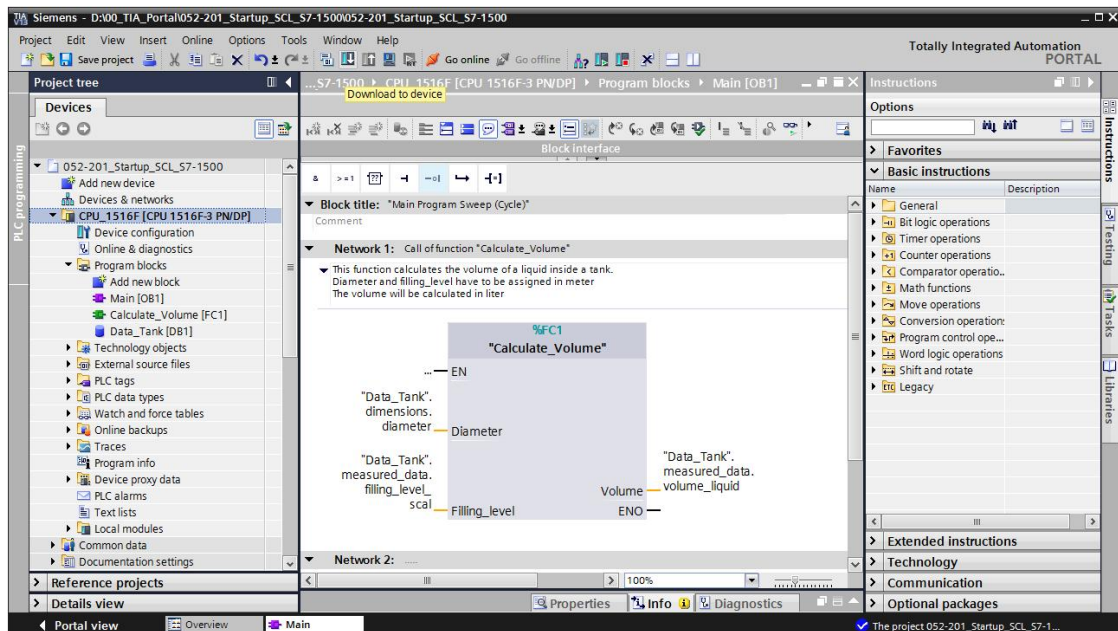 Siemens - D:\00_TIA_Portal\052-201_Startup_SCL_S7-1500\052-201_Startup_SCL_S7-1500
Project Edit View Insert Online Options Tools Window Help
Totally Integrated Automation
PORTAL
Save project
Go online
Go offline
Project tree
...S7-1500 ▸ CPU_1516F [CPU 1516F-3 PN/DP] ▸ Program blocks ▸ Main [OB1]
Download to device
Instructions
Devices
Options
Block interface
PLC programming
052-201_Startup_SCL_S7-1500
Add new device
Devices & networks
CPU_1516F [CPU 1516F-3 PN/DP]
Device configuration
Online & diagnostics
Program blocks
Add new block
Main [OB1]
Calculate_Volume [FC1]
Data_Tank [DB1]
Technology objects
External source files
PLC tags
PLC data types
Watch and force tables
Online backups
Traces
Program info
Device proxy data
PLC alarms
Text lists
Local modules
Common data
Documentation settings
Reference projects
Details view
& >=1 ??
Block title: "Main Program Sweep (Cycle)"
Comment
Network 1: Call of function "Calculate_Volume"
This function calculates the volume of a liquid inside a tank.
Diameter and filling_level have to be assigned in meter
The volume will be calculated in liter
%FC1
"Calculate_Volume"
... EN
"Data_Tank".
dimensions.
diameter Diameter
"Data_Tank".
measured_data.
filling_level_
scal Filling_level
"Data_Tank".
measured_data.
Volume volume_liquid
ENO
Network 2: .....
100%
Properties
Info
Diagnostics
Favorites
Basic instructions
Name Description
General
Bit logic operations
Timer operations
Counter operations
Comparator operatio..
Math functions
Move operations
Conversion operations
Program control ope...
Word logic operations
Shift and rotate
Legacy
Extended instructions
Technology
Communication
Optional packages
Instructions
Testing
Tasks
Libraries
Portal view
Overview
Main
The project 052-201_Startup_SCL_S7-1...